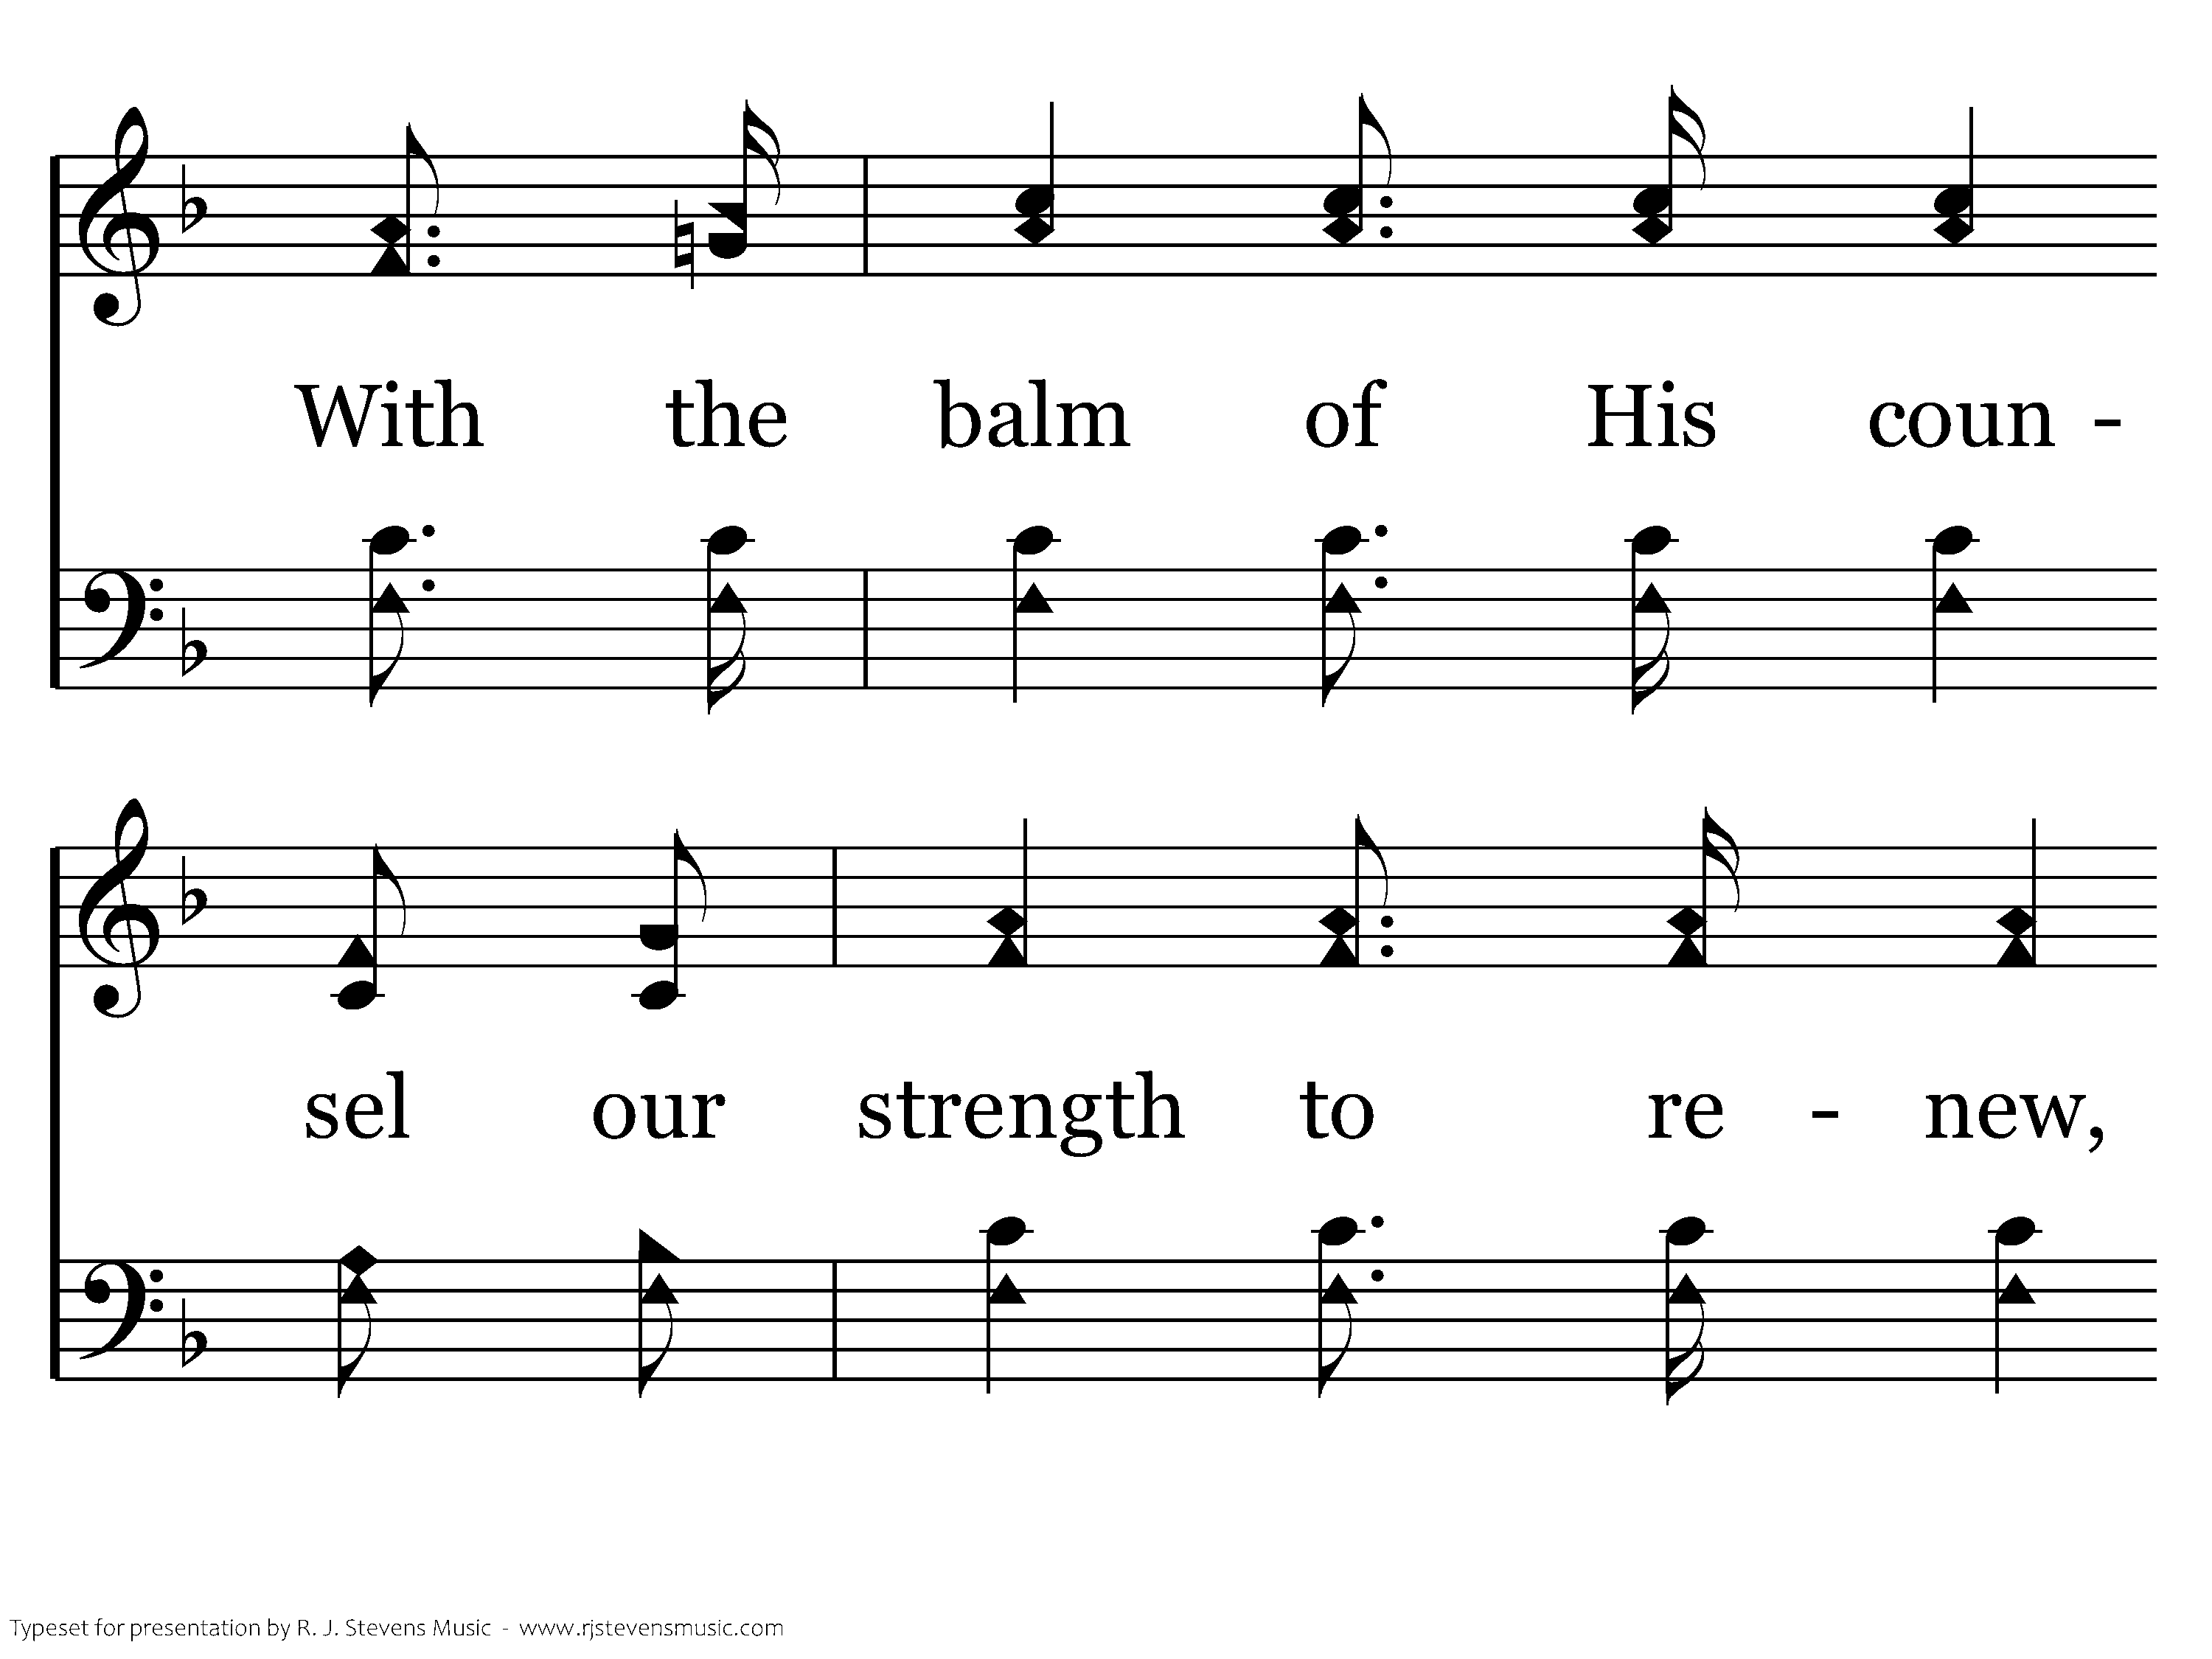 With the balm of His coun -
sel our strength to re - new,
Typeset for presentation by R. J. Stevens Music - www.rjstevensmusic.com